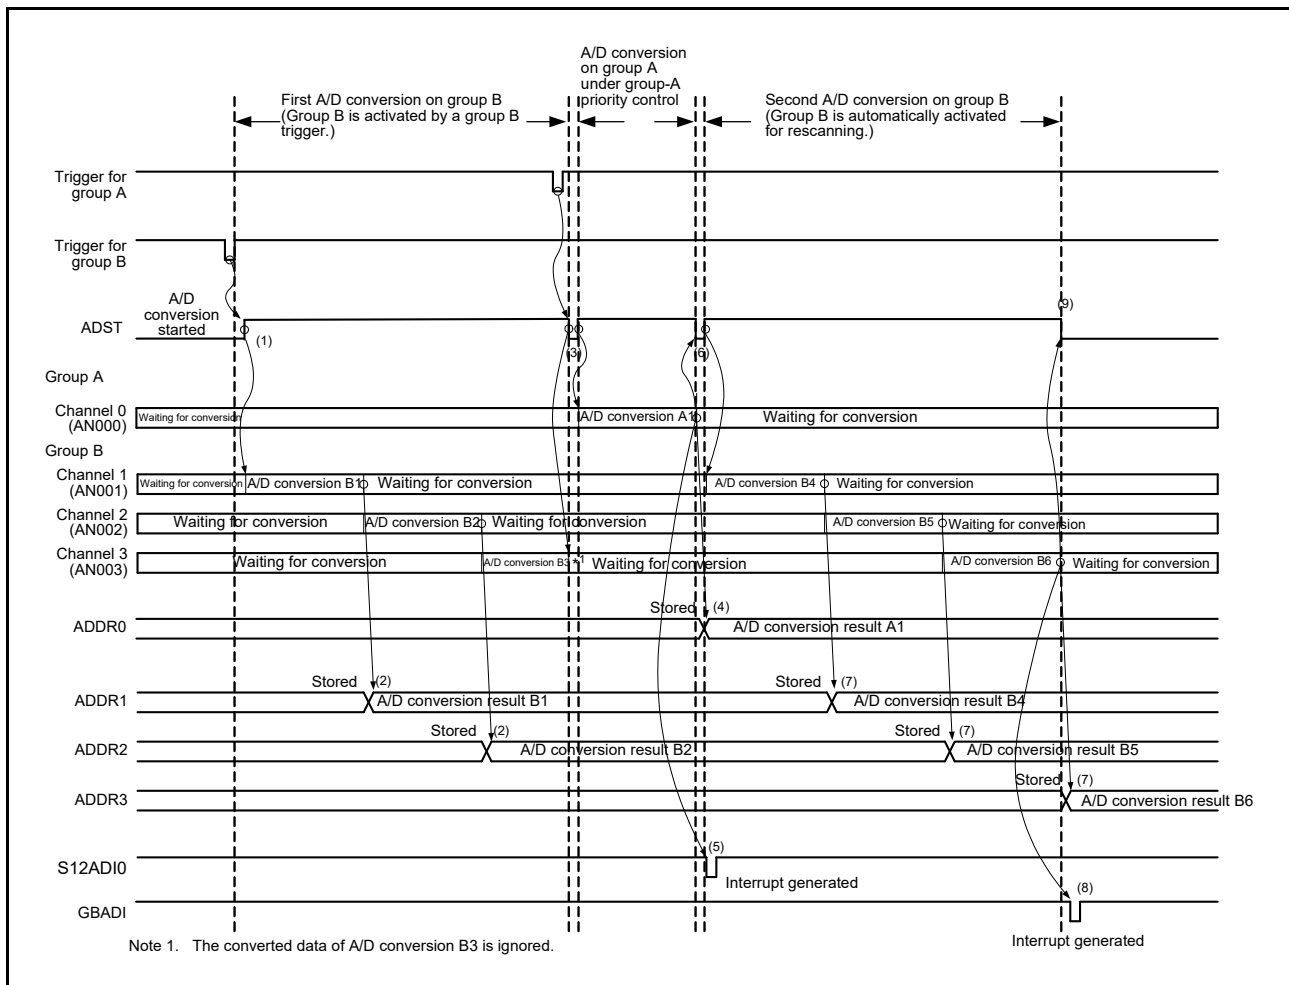 A/D conversion
on group A
under group-A
priority control
First A/D conversion on group B
(Group B is activated by a group B
trigger.)
Second A/D conversion on group B
(Group B is automatically activated
for rescanning.)
Trigger for
group A
Trigger for
group B
A/D
conversion
started
ADST
(1)
(3)
(6)
(9)
Group A
Channel 0
(AN000)
Waiting for conversion
A/D conversion A1
Waiting for conversion
Group B
Channel 1
(AN001)
Waiting for conversion
A/D conversion B1
Waiting for conversion
A/D conversion B4
Waiting for conversion
Channel 2
(AN002)
Waiting for conversion
A/D conversion B2
Waiting for conversion
A/D conversion B5
Waiting for conversion
Channel 3
(AN003)
Waiting for conversion
A/D conversion B3 *1
Waiting for conversion
A/D conversion B6
Waiting for conversion
ADDR0
Stored
(4)
A/D conversion result A1
ADDR1
Stored
(2)
A/D conversion result B1
Stored
(7)
A/D conversion result B4
ADDR2
Stored
(2)
A/D conversion result B2
Stored
(7)
A/D conversion result B5
ADDR3
Stored
(7)
A/D conversion result B6
S12ADI0
(5)
Interrupt generated
GBADI
(8)
Interrupt generated
Note 1. The converted data of A/D conversion B3 is ignored.